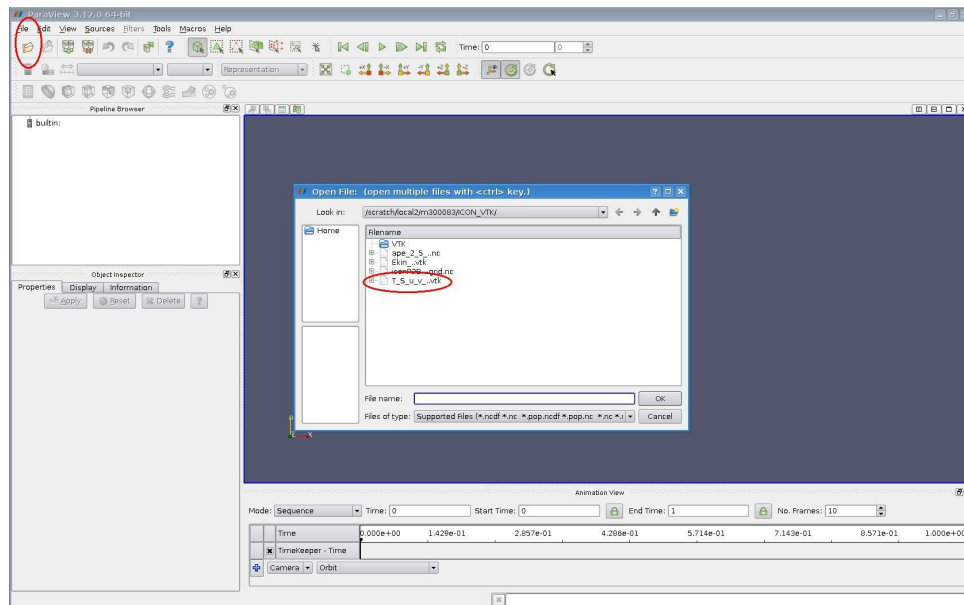 ParaView 3.12.0 64-bit
File Edit View Sources Filters Tools Macros Help
Time: 0 0
Representation
Pipeline Browser
builtin:
Open File: (open multiple files with <ctrl> key.)
Look in: /scratch/local2/m300083/ICON_VTK/
Home
Filename
VTK
ape_2_5_..nc
Ekin_..vtk
T_S_u_v_..vtk
File name: OK
Files of type: Supported Files (*.ncdf *.nc *.pop.ncdf *.pop.nc *.nc *. Cancel
Object Inspector
Properties Display Information
Apply Reset Delete ?
Animation View
Mode: Sequence Time: 0 Start Time: 0 End Time: 1 No. Frames: 10
Time 0.000e+00 1.429e-01 2.857e-01 4.286e-01 5.714e-01 7.143e-01 8.571e-01 1.000e+00
TimeKeeper - Time
Camera Orbit